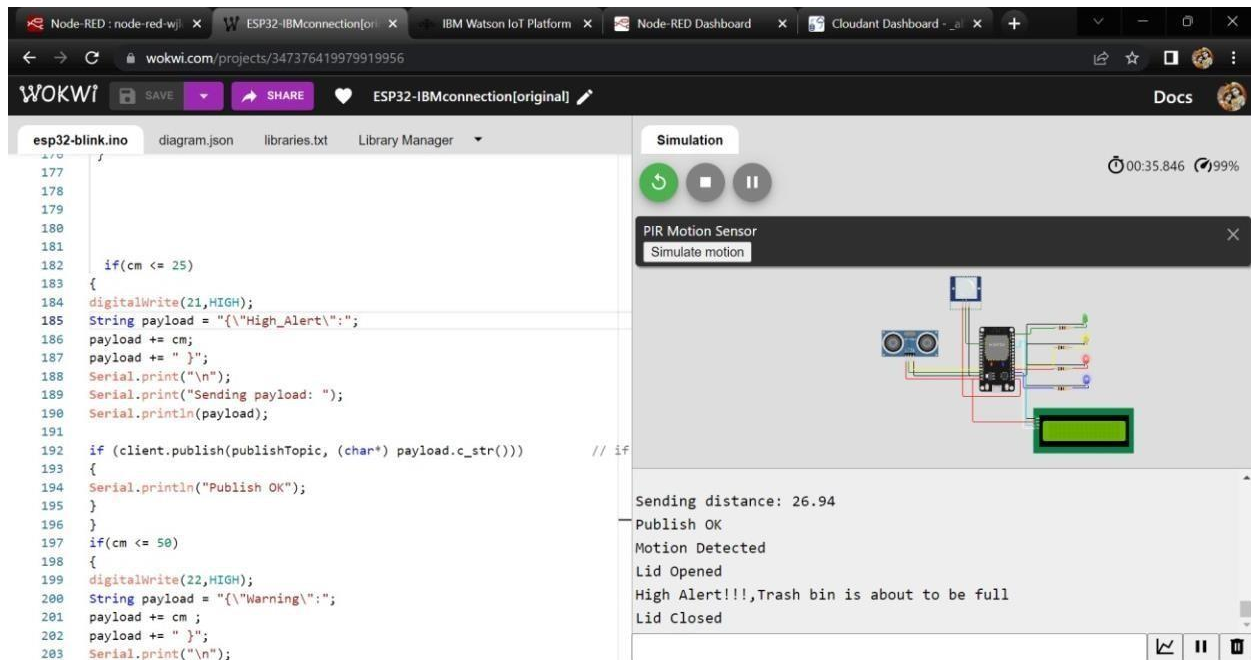 Node-RED : node-red-wjl
ESP32-IBMconnection[ori
IBM Watson IoT Platform
Node-RED Dashboard
Cloudant Dashboard - _al
wokwi.com/projects/347376419979919956
WOKWI SAVE SHARE ESP32-IBMconnection[original] Docs
esp32-blink.ino diagram.json libraries.txt Library Manager
176 }
177
178
179
180
181
182 if(cm <= 25)
183 {
184 digitalWrite(21,HIGH);
185 String payload = "{\"High_Alert\":";
186 payload += cm;
187 payload += " }";
188 Serial.print("\n");
189 Serial.print("Sending payload: ");
190 Serial.println(payload);
191
192 if (client.publish(publishTopic, (char*) payload.c_str())) // if
193 {
194 Serial.println("Publish OK");
195 }
196 }
197 if(cm <= 50)
198 {
199 digitalWrite(22,HIGH);
200 String payload = "{\"Warning\":";
201 payload += cm ;
202 payload += " }";
203 Serial.print("\n");
Simulation
00:35.846 99%
PIR Motion Sensor
Simulate motion
Sending distance: 26.94
Publish OK
Motion Detected
Lid Opened
High Alert!!!,Trash bin is about to be full
Lid Closed